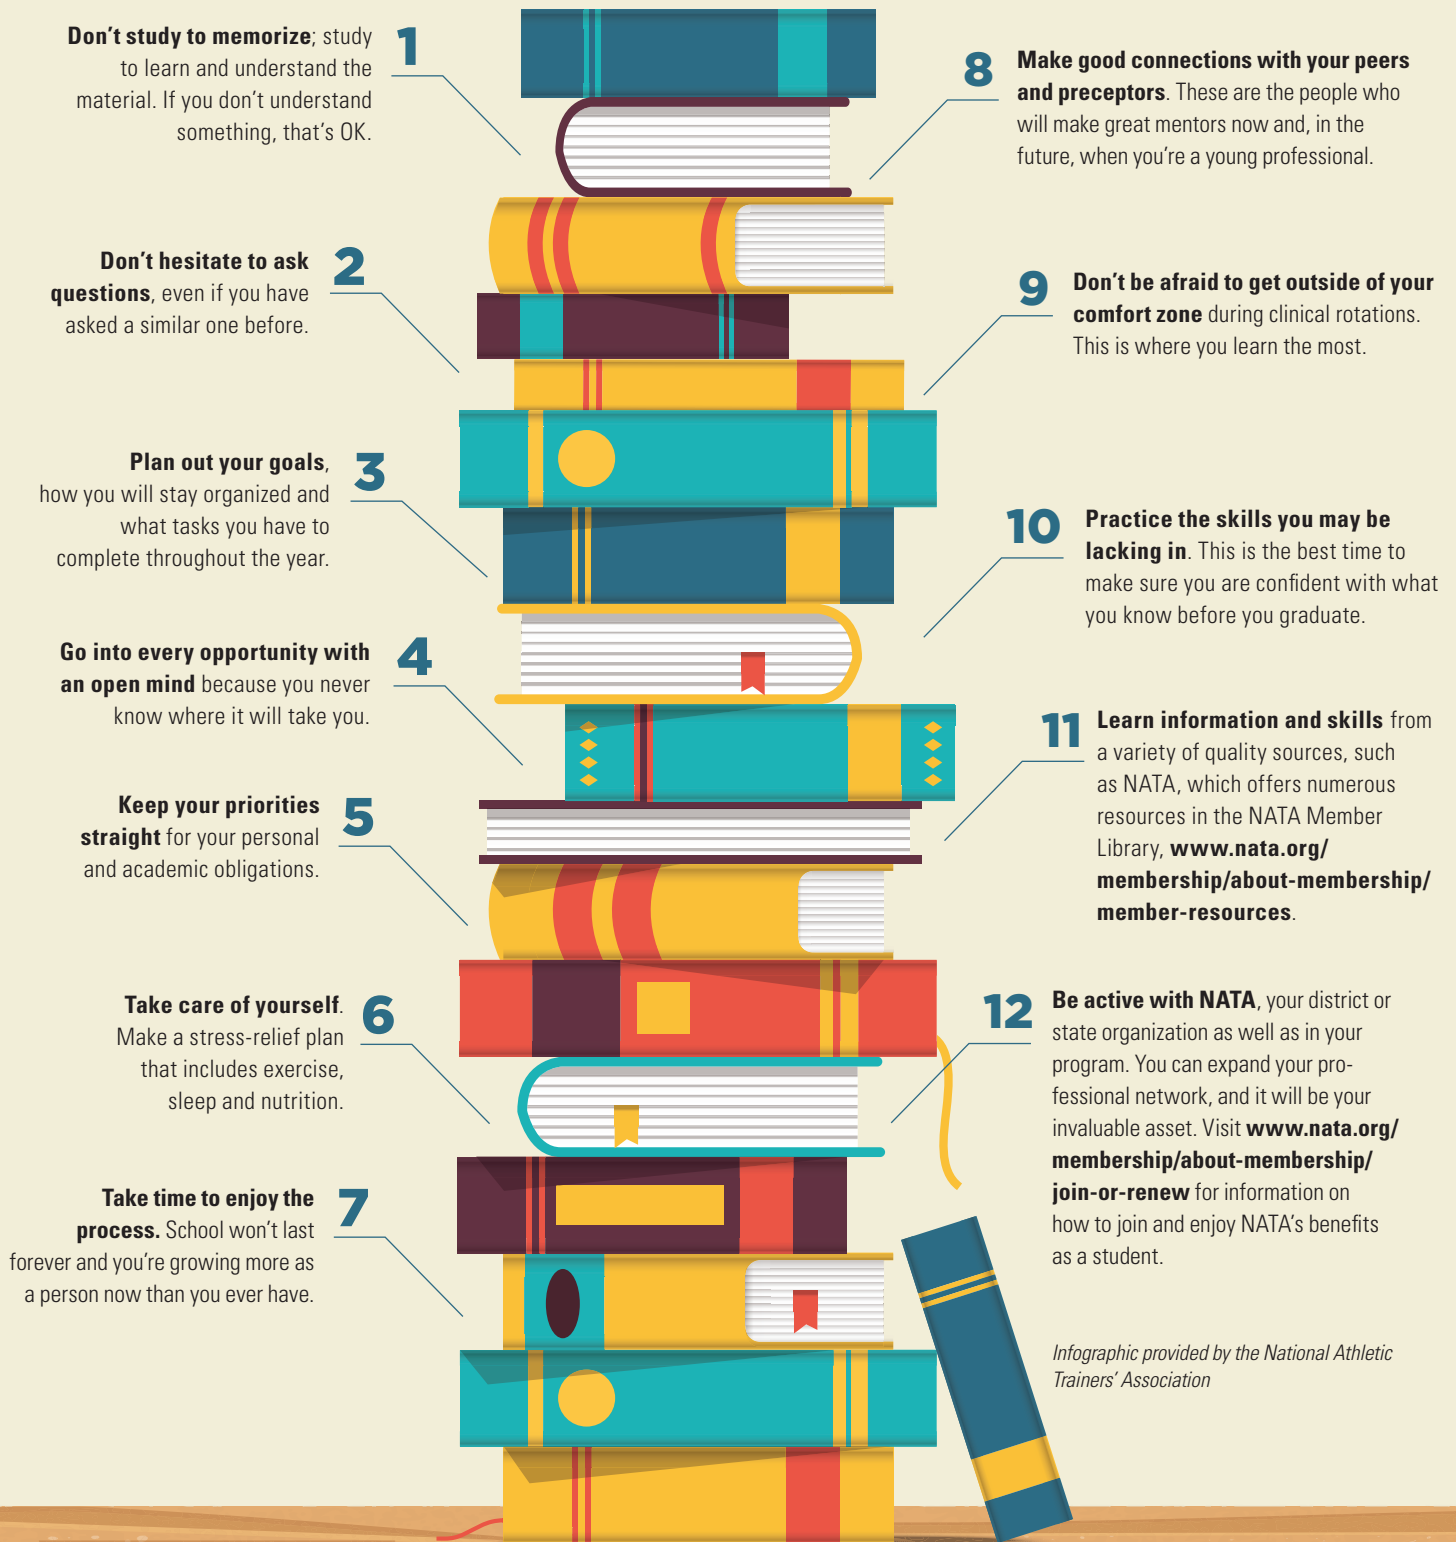 1
Don't study to memorize; study
to learn and understand the
material. If you don't understand
something, that's OK.
2
Don't hesitate to ask
questions, even if you have
asked a similar one before.
3
Plan out your goals,
how you will stay organized and
what tasks you have to
complete throughout the year.
4
Go into every opportunity with
an open mind because you never
know where it will take you.
5
Keep your priorities
straight for your personal
and academic obligations.
6
Take care of yourself.
Make a stress-relief plan
that includes exercise,
sleep and nutrition.
7
Take time to enjoy the
process. School won't last
forever and you're growing more as
a person now than you ever have.
8
Make good connections with your peers
and preceptors. These are the people who
will make great mentors now and, in the
future, when you're a young professional.
9
Don't be afraid to get outside of your
comfort zone during clinical rotations.
This is where you learn the most.
10
Practice the skills you may be
lacking in. This is the best time to
make sure you are confident with what
you know before you graduate.
11
Learn information and skills from
a variety of quality sources, such
as NATA, which offers numerous
resources in the NATA Member
Library, www.nata.org/
membership/about-membership/
member-resources.
12
Be active with NATA, your district or
state organization as well as in your
program. You can expand your pro-
fessional network, and it will be your
invaluable asset. Visit www.nata.org/
membership/about-membership/
join-or-renew for information on
how to join and enjoy NATA's benefits
as a student.
Infographic provided by the National Athletic
Trainers' Association